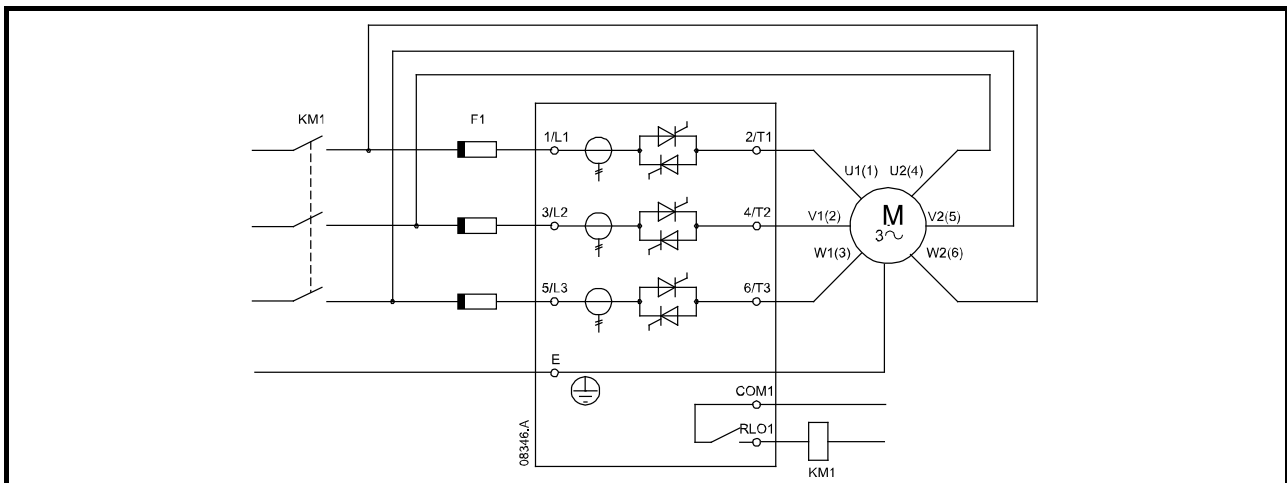 KM1
F1
1/L1
2/T1
U1(1)
U2(4)
3/L2
4/T2
V1(2)
M
3~
V2(5)
W1(3)
W2(6)
5/L3
6/T3
E
COM1
RLO1
KM1
08346.A